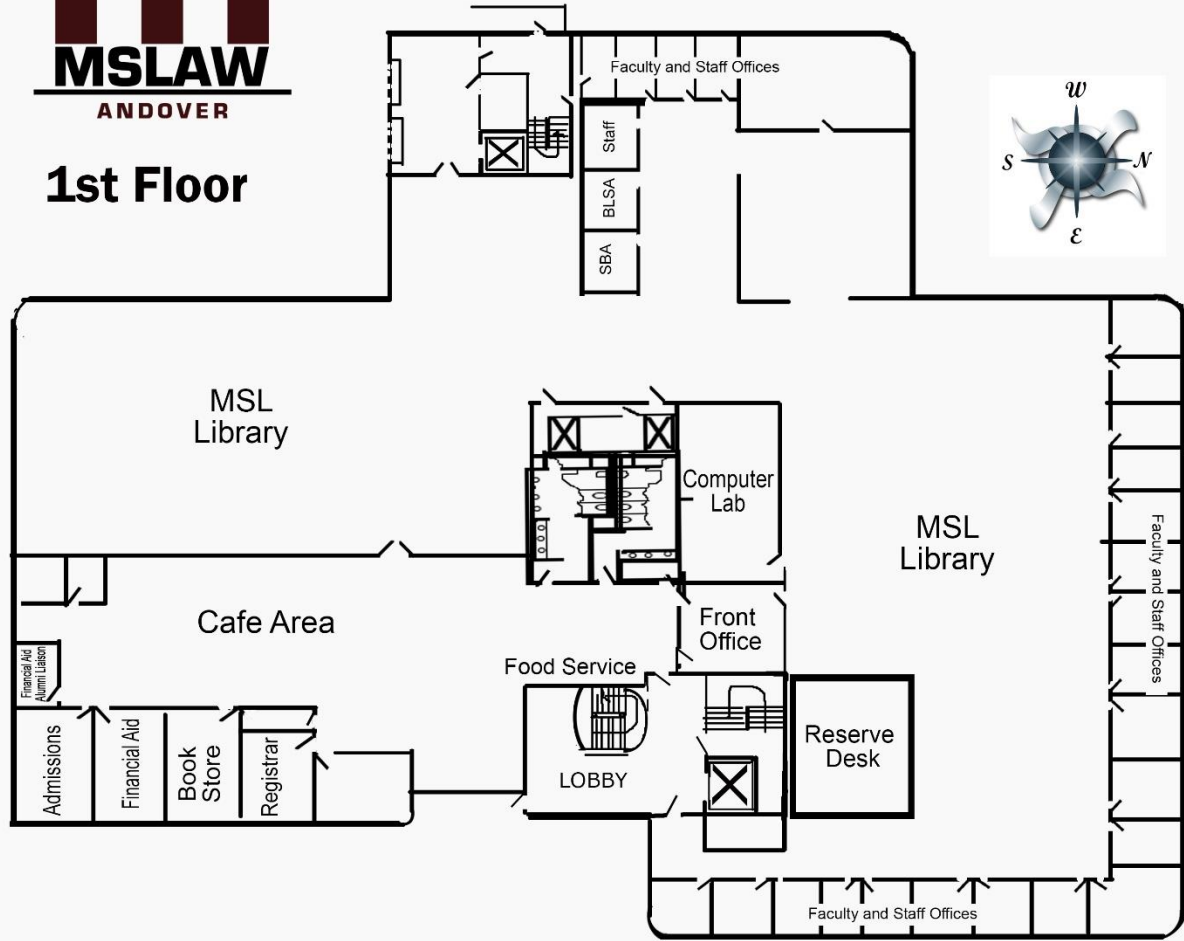 MSLAW
ANDOVER
1st Floor
Faculty and Staff Offices
W
S
N
E
Staff
BLSA
SBA
MSL
Library
Computer
Lab
MSL
Library
Faculty and Staff Offices
Cafe Area
Front
Office
Food Service
Financial Aid
Alumni Liaison
Admissions
Financial Aid
Book
Store
Registrar
LOBBY
Reserve
Desk
Faculty and Staff Offices